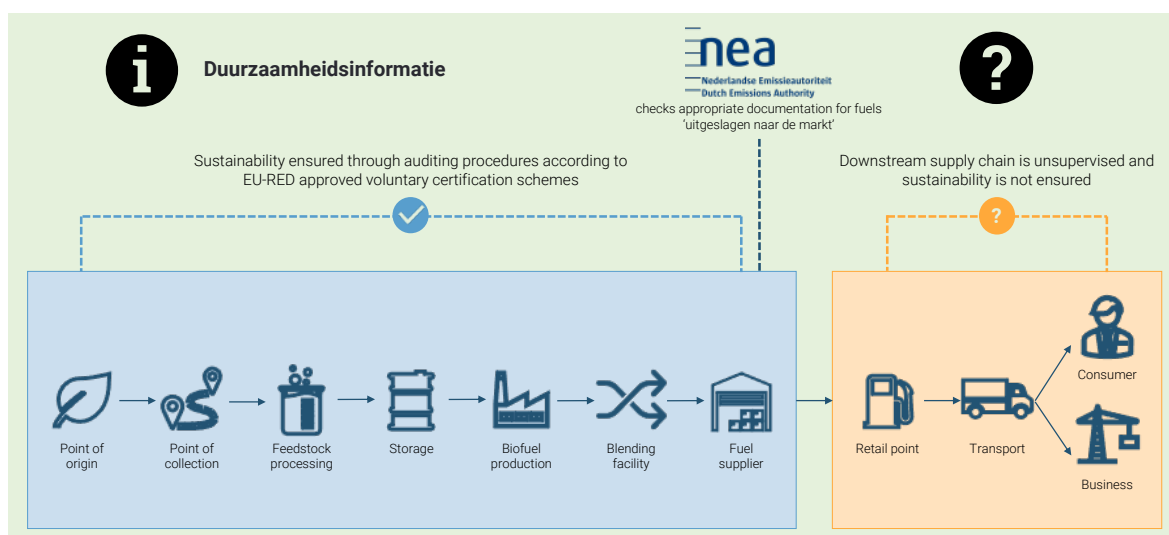 i
Duurzaamheidsinformatie
nea
Nederlandse Emissieautoriteit
Dutch Emissions Authority
checks appropriate documentation for fuels
‘uitgeslagen naar de markt’
?
Sustainability ensured through auditing procedures according to
EU-RED approved voluntary certification schemes
Downstream supply chain is unsupervised and
sustainability is not ensured
?
Point of
origin
Point of
collection
Feedstock
processing
Storage
Biofuel
production
Blending
facility
Fuel
supplier
Retail point
Transport
Consumer
Business